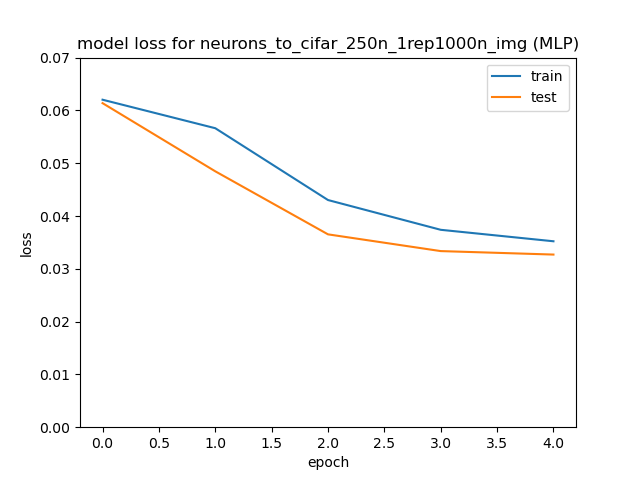 model loss for neurons_to_cifar_250n_1rep1000n_img (MLP)
train
test
0.07
0.06
0.05
0.04
0.03
0.02
0.01
0.00
loss
0.0 0.5 1.0 1.5 2.0 2.5 3.0 3.5 4.0
epoch